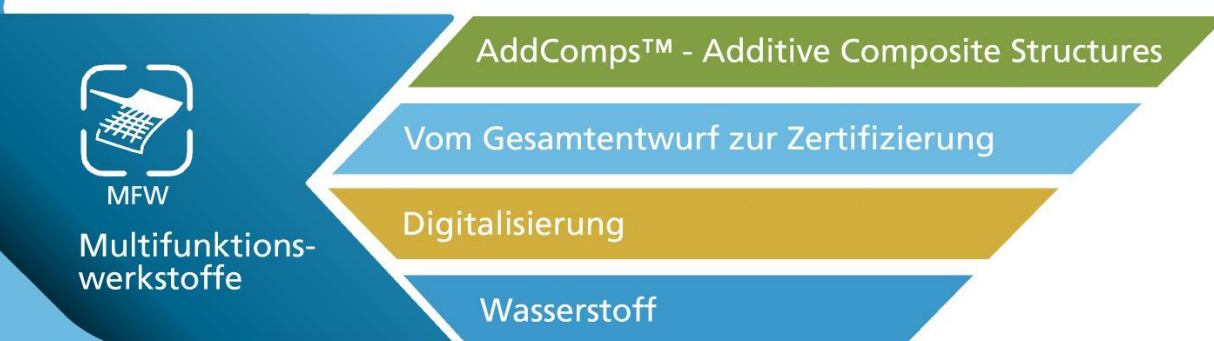 MFW
Multifunktions-
werkstoffe
AddComps™ - Additive Composite Structures
Vom Gesamtentwurf zur Zertifizierung
Digitalisierung
Wasserstoff